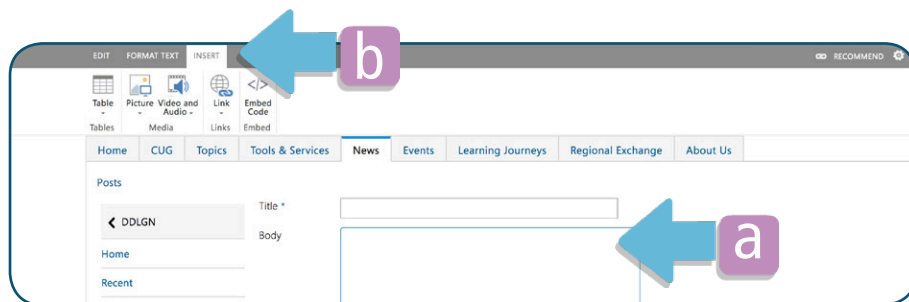 EDIT FORMAT TEXT INSERT RECOMMEND
b
Table Picture Video and Audio Link Embed Code
Tables Media Links Embed
Home CUG Topics Tools & Services News Events Learning Journeys Regional Exchange About Us
Posts
Title *
DDLGN
Body
a
Home
Recent